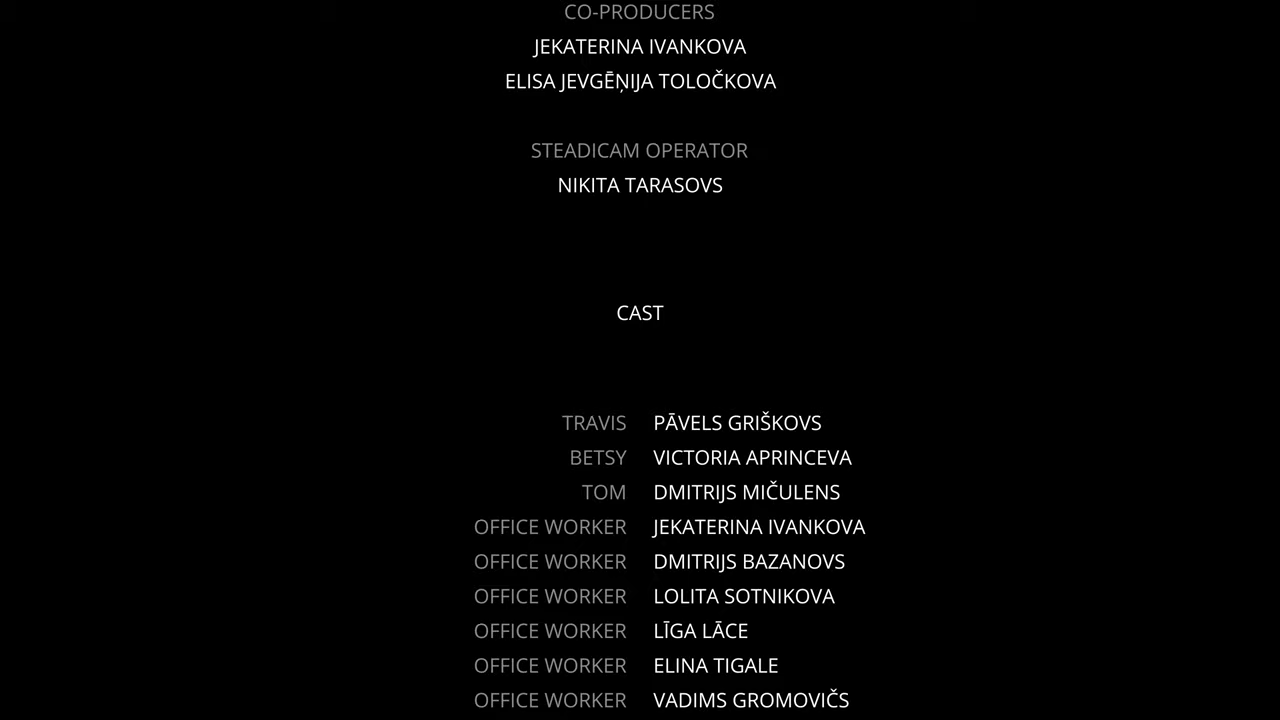 CO-PRODUCERS
JEKATERINA IVANKOVA
ELISA JEVGĒŅIJA TOLOČKOVA
STEADICAM OPERATOR
NIKITA TARASOVS
CAST
TRAVIS PĀVELS GRIŠKOVS
BETSY VICTORIA APRINCEVA
TOM DMITRIJS MIČULENS
OFFICE WORKER JEKATERINA IVANKOVA
OFFICE WORKER DMITRIJS BAZANOVS
OFFICE WORKER LOLITA SOTNIKOVA
OFFICE WORKER LĪGA LĀCE
OFFICE WORKER ELINA TIGALE
OFFICE WORKER VADIMS GROMOVIČS